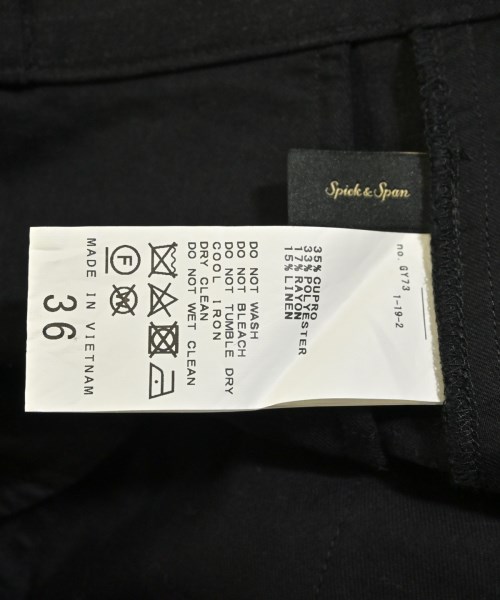 Spick & Span
no. GY73
1-19-2
35% CUPRO
33% POLYESTER
17% RAYON
15% LINEN
DO NOT WASH
DO NOT BLEACH
DO NOT TUMBLE DRY
COOL IRON
DRY CLEAN
DO NOT WET CLEAN
F
W
MADE IN VIETNAM
36